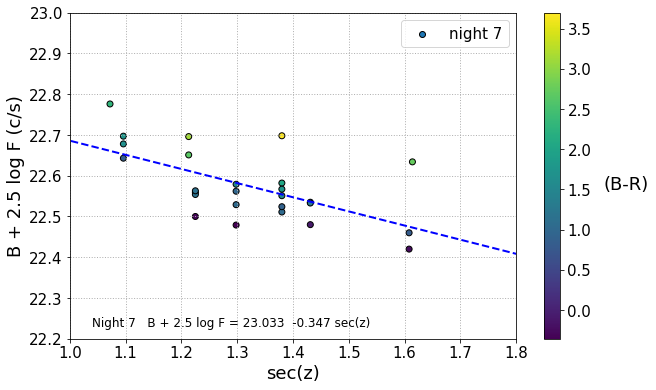 23.0
22.9
22.8
22.7
22.6
22.5
22.4
22.3
22.2
B + 2.5 log F (c/s)
night 7
Night 7   B + 2.5 log F = 23.033  -0.347 sec(z)
1.0 1.1 1.2 1.3 1.4 1.5 1.6 1.7 1.8
sec(z)
3.5
3.0
2.5
2.0
1.5
1.0
0.5
0.0
(B-R)